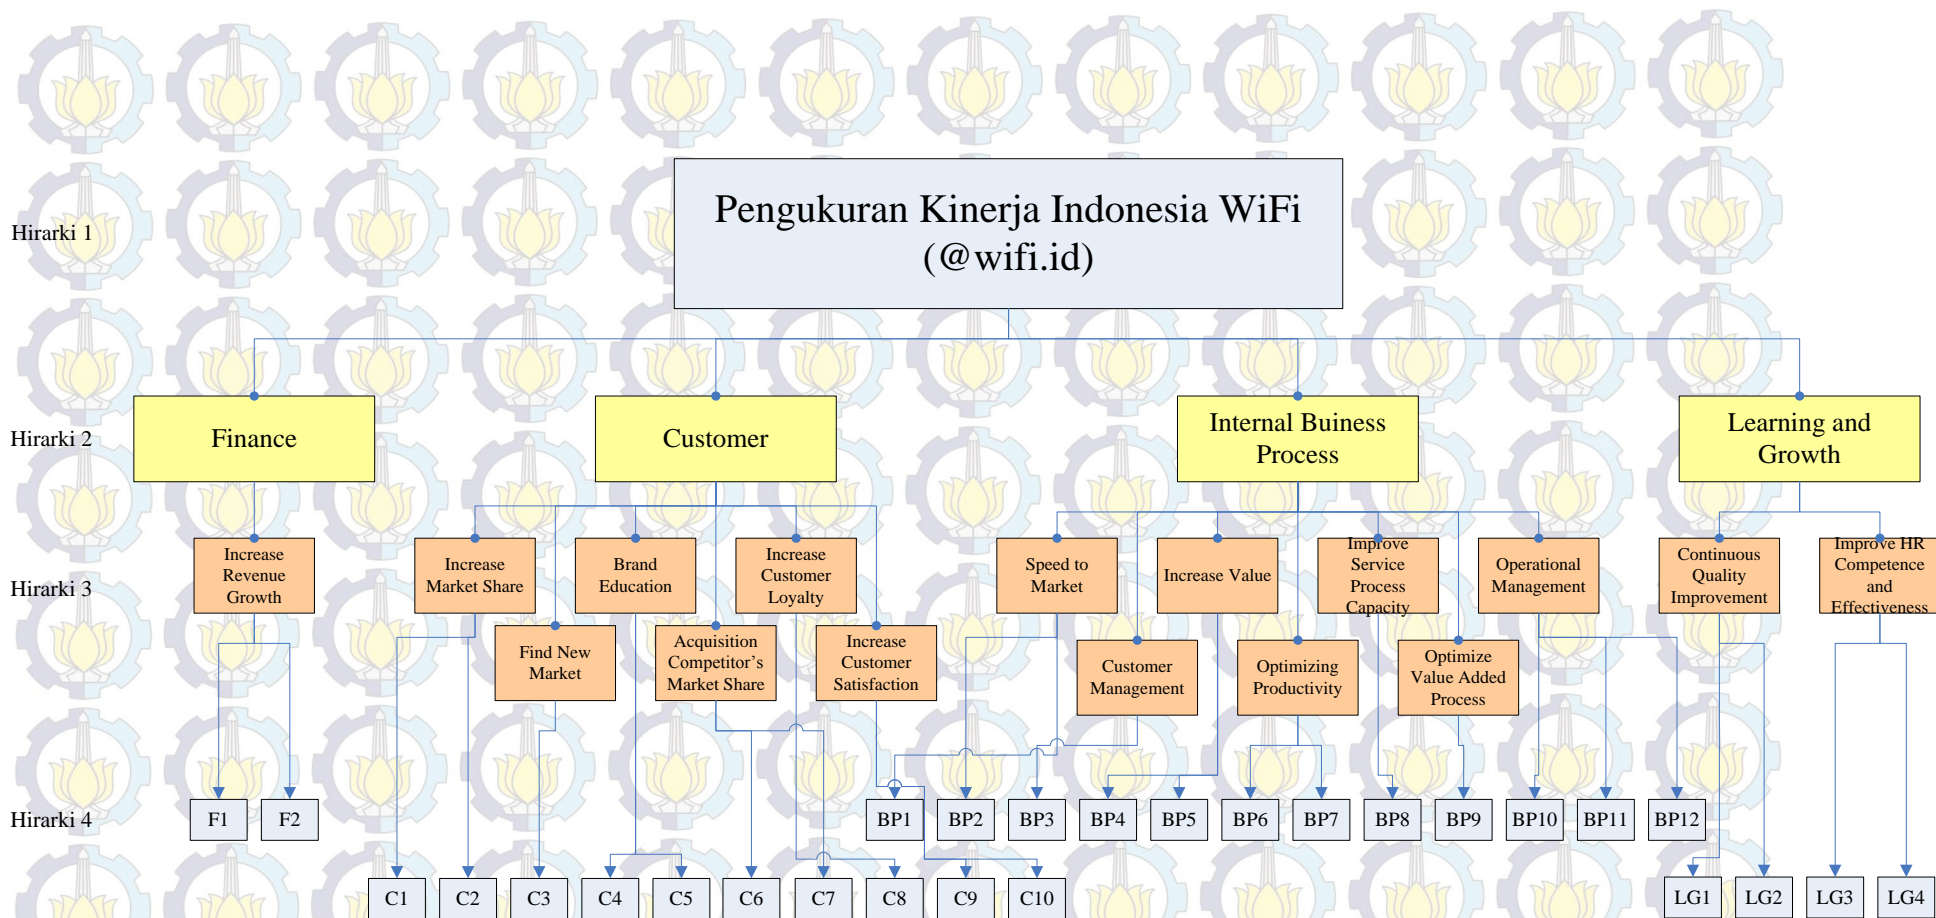 Pengukuran Kinerja Indonesia WiFi
(@wifi.id)
Hirarki 1
Hirarki 2
Finance
Customer
Internal Buiness
Process
Learning and
Growth
Hirarki 3
Increase
Revenue
Growth
Increase
Market Share
Brand
Education
Increase
Customer
Loyalty
Speed to
Market
Increase Value
Improve
Service
Process
Capacity
Operational
Management
Continuous
Quality
Improvement
Improve HR
Competence
and
Effectiveness
Find New
Market
Acquisition
Competitor’s
Market Share
Increase
Customer
Satisfaction
Customer
Management
Optimizing
Productivity
Optimize
Value Added
Process
Hirarki 4
F1
F2
BP1
BP2
BP3
BP4
BP5
BP6
BP7
BP8
BP9
BP10
BP11
BP12
C1
C2
C3
C4
C5
C6
C7
C8
C9
C10
LG1
LG2
LG3
LG4